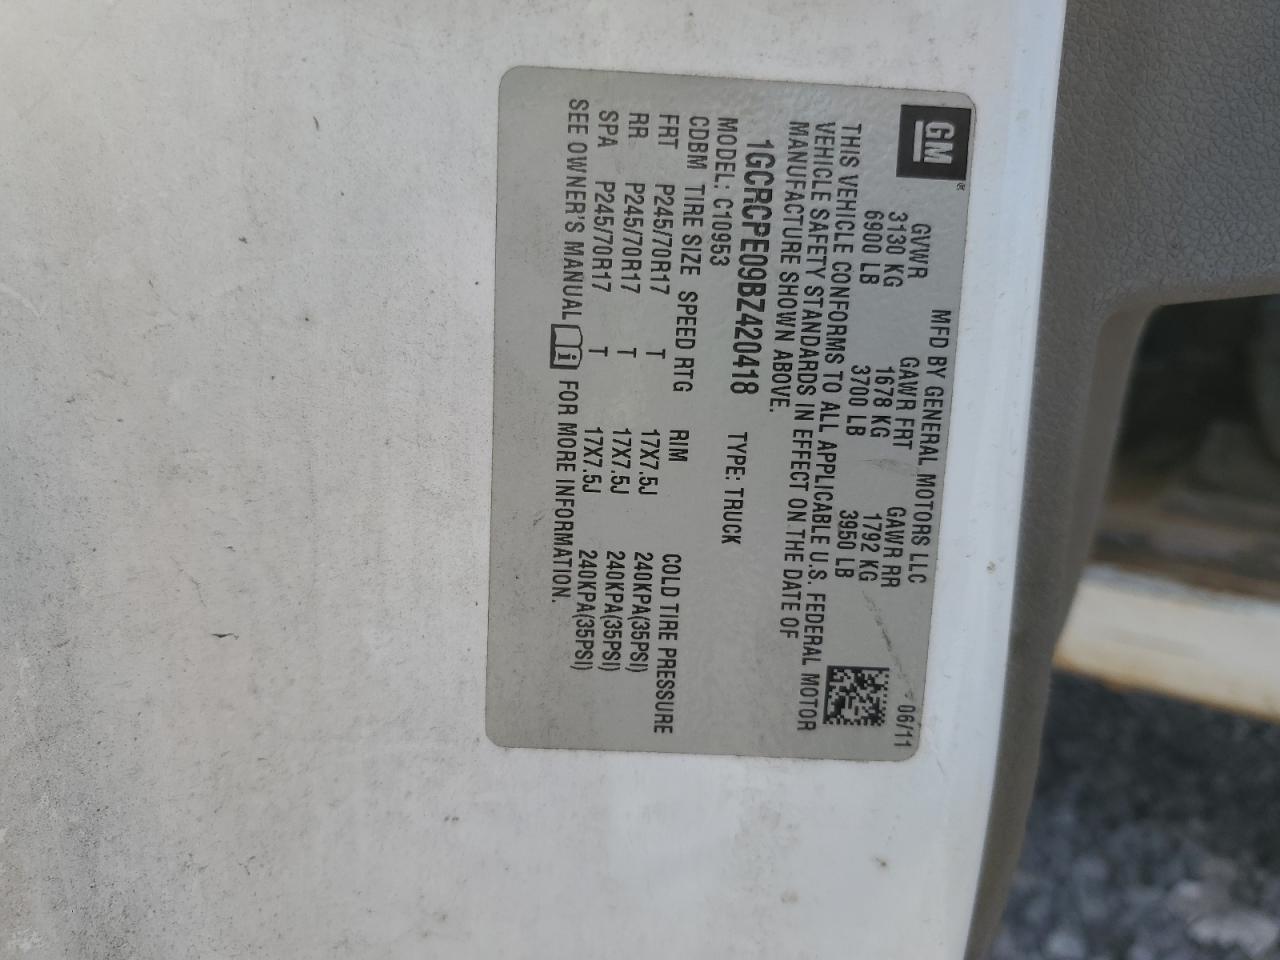 GM
MFD BY GENERAL MOTORS LLC 06/11
GVWR GAWR FRT GAWR RR
3130 KG 1678 KG 1792 KG
6900 LB 3700 LB 3950 LB
THIS VEHICLE CONFORMS TO ALL APPLICABLE U.S. FEDERAL MOTOR
VEHICLE SAFETY STANDARDS IN EFFECT ON THE DATE OF
MANUFACTURE SHOWN ABOVE.
1GCRCPE09BZ420418 TYPE: TRUCK
MODEL: C10953
CDBM TIRE SIZE SPEED RTG RIM COLD TIRE PRESSURE
FRT P245/70R17 T 17X7.5J 240KPA(35PSI)
RR P245/70R17 T 17X7.5J 240KPA(35PSI)
SPA P245/70R17 T 17X7.5J 240KPA(35PSI)
SEE OWNER'S MANUAL FOR MORE INFORMATION.